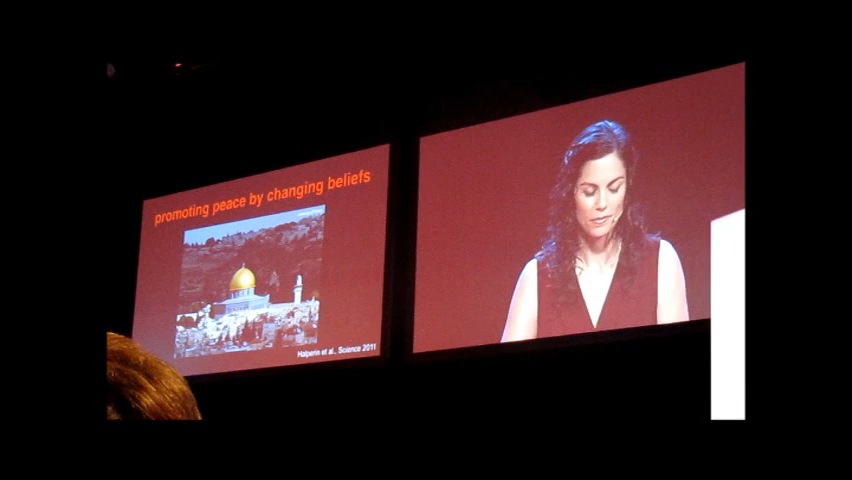 promoting peace by changing beliefs
Halperin et al., Science 2011